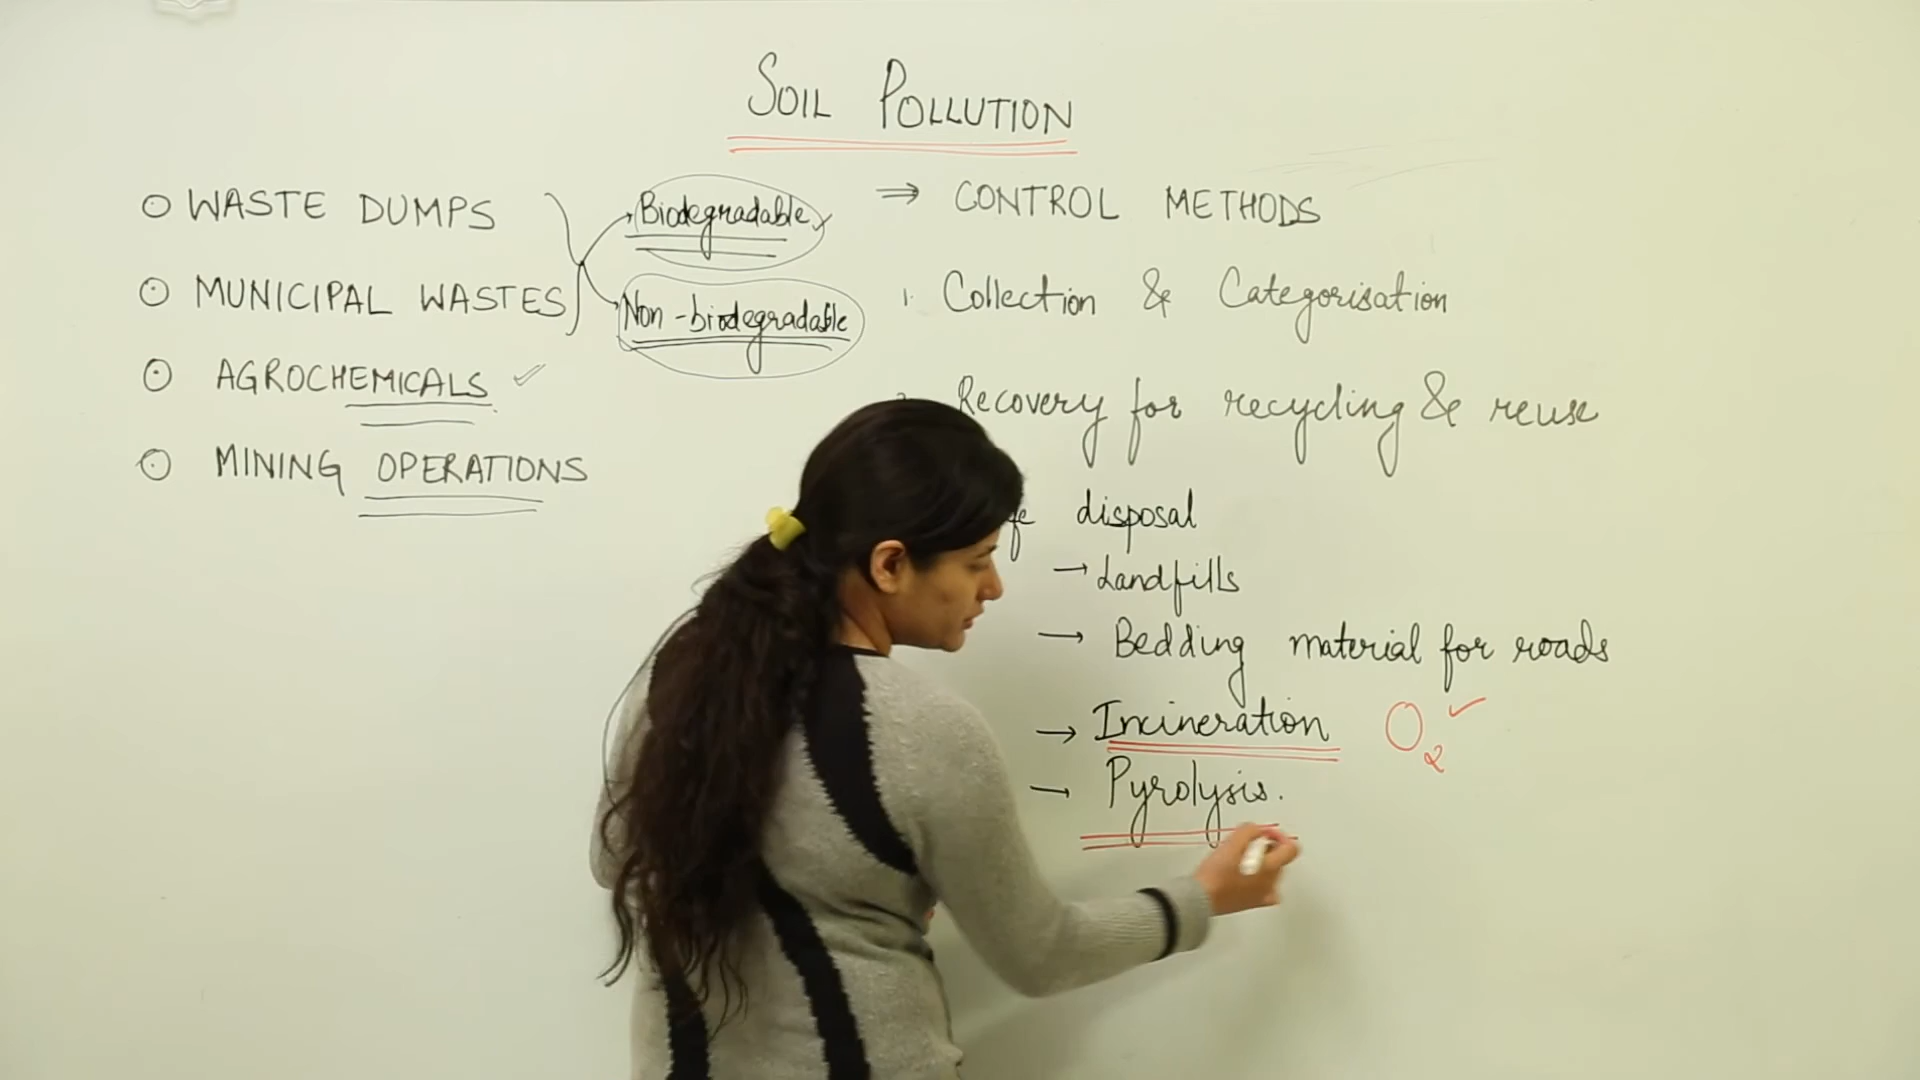 SOIL POLLUTION
WASTE DUMPS
MUNICIPAL WASTES
AGROCHEMICALS
MINING OPERATIONS
Biodegradable
Non-biodegradable
⇒ CONTROL METHODS
1. Collection & Categorisation
Recovery for recycling & reuse
disposal
→ Landfills
→ Bedding material for roads
→ Incineration O2 ✓
→ Pyrolysis.